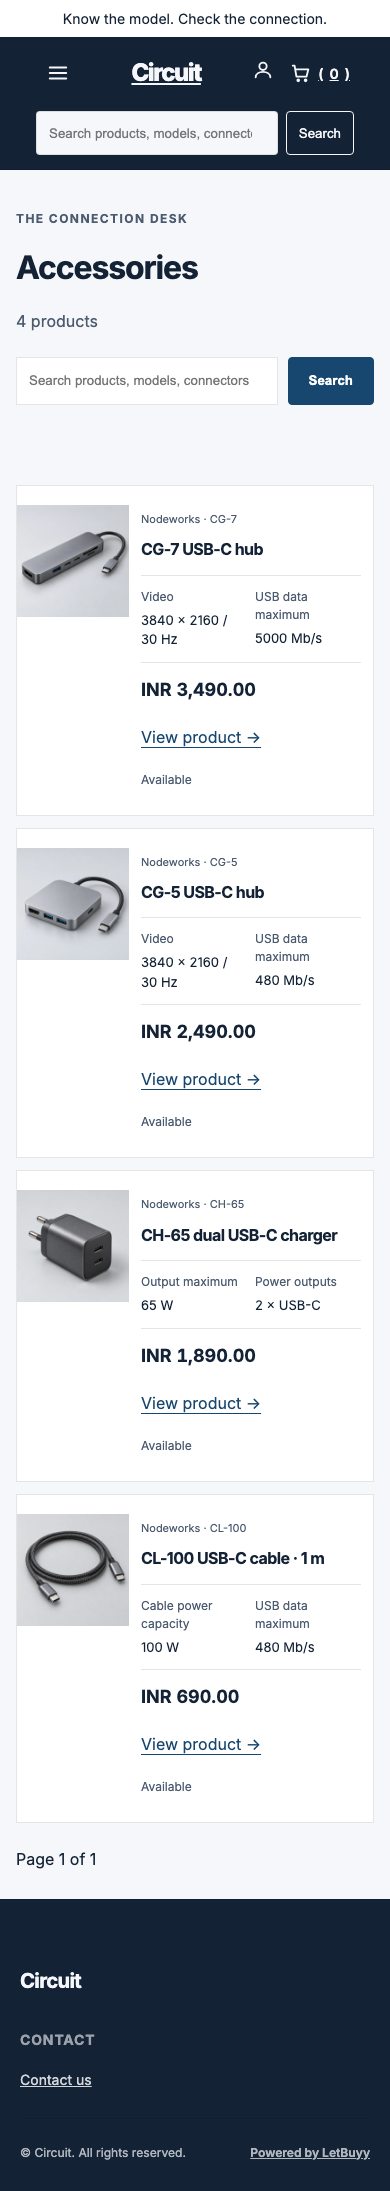 Know the model. Check the connection.
Circuit
( 0 )
Search products, models, connecto
Search
THE CONNECTION DESK
Accessories
4 products
Search products, models, connectors
Search
Nodeworks · CG-7
CG-7 USB-C hub
Video
3840 × 2160 /
30 Hz
USB data
maximum
5000 Mb/s
INR 3,490.00
View product →
Available
Nodeworks · CG-5
CG-5 USB-C hub
Video
3840 × 2160 /
30 Hz
USB data
maximum
480 Mb/s
INR 2,490.00
View product →
Available
Nodeworks · CH-65
CH-65 dual USB-C charger
Output maximum
65 W
Power outputs
2 × USB-C
INR 1,890.00
View product →
Available
Nodeworks · CL-100
CL-100 USB-C cable · 1 m
Cable power
capacity
100 W
USB data
maximum
480 Mb/s
INR 690.00
View product →
Available
Page 1 of 1
Circuit
CONTACT
Contact us
© Circuit. All rights reserved.
Powered by LetBuyy